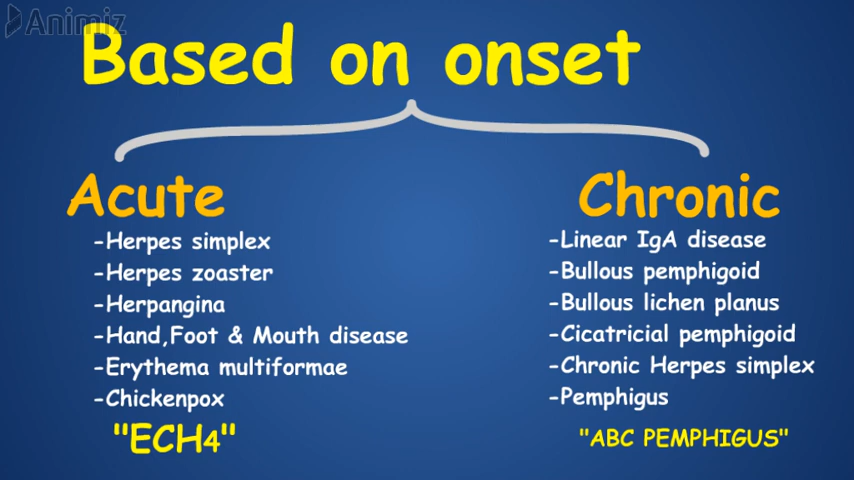 Animiz
Based on onset
Acute
-Herpes simplex
-Herpes zoaster
-Herpangina
-Hand,Foot & Mouth disease
-Erythema multiformae
-Chickenpox
"ECH4"
Chronic
-Linear IgA disease
-Bullous pemphigoid
-Bullous lichen planus
-Cicatricial pemphigoid
-Chronic Herpes simplex
-Pemphigus
"ABC PEMPHIGUS"